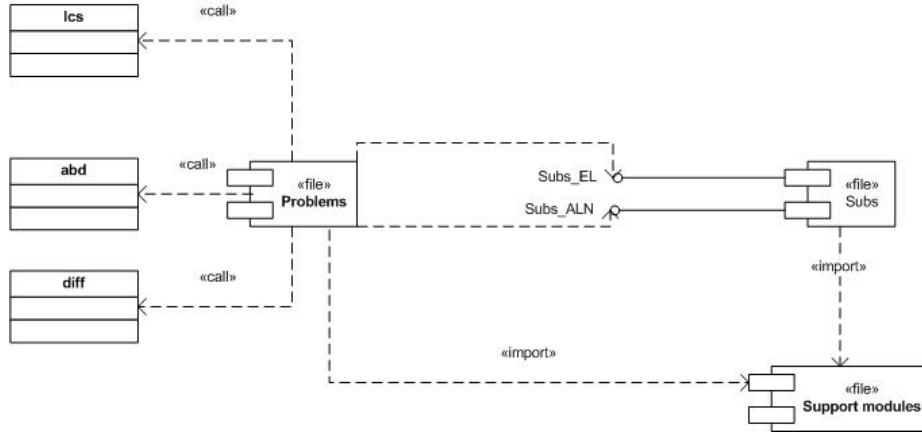 lcs
«call»
abd
«call»
«file»
Problems
Subs_EL
«file»
Subs
Subs_ALN
diff
«call»
«import»
«import»
«file»
Support modules